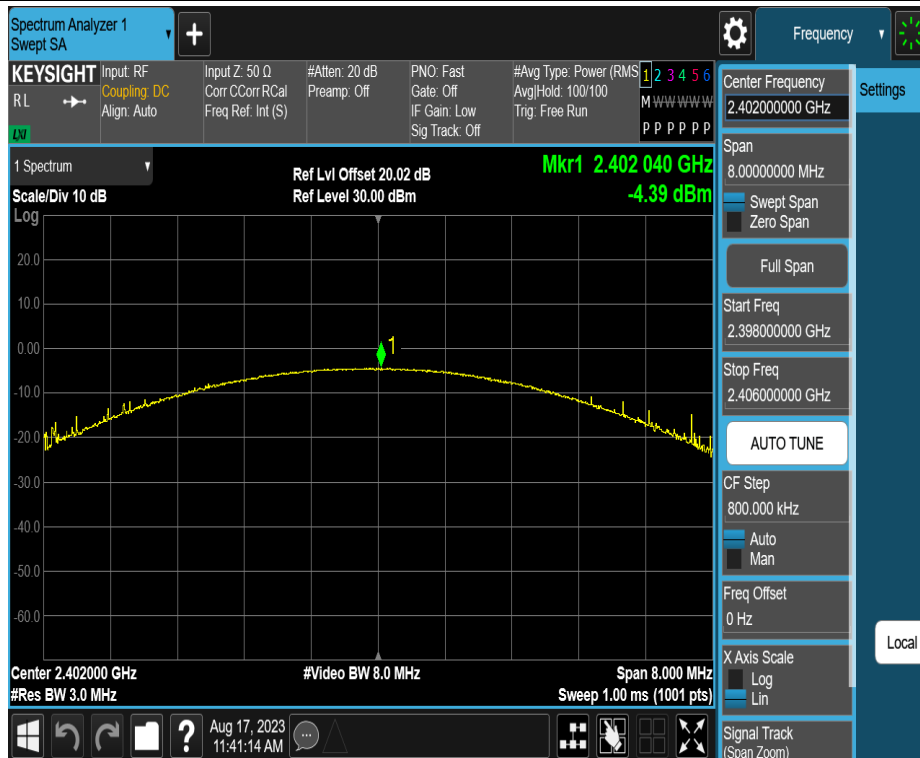 Spectrum Analyzer 1
Swept SA
+
Frequency
KEYSIGHT
R L
LXI
Input: RF
Coupling: DC
Align: Auto
Input Z: 50 Ω
Corr CCorr RCal
Freq Ref: Int (S)
#Atten: 20 dB
Preamp: Off
PNO: Fast
Gate: Off
IF Gain: Low
Sig Track: Off
#Avg Type: Power (RMS
Avg|Hold: 100/100
Trig: Free Run
1 2 3 4 5 6
M W W W W W
P P P P P P
1 Spectrum
Scale/Div 10 dB
Log
Ref Lvl Offset 20.02 dB
Ref Level 30.00 dBm
Mkr1 2.402 040 GHz
-4.39 dBm
20.0
10.0
0.00
-10.0
-20.0
-30.0
-40.0
-50.0
-60.0
1
Center 2.402000 GHz
#Res BW 3.0 MHz
#Video BW 8.0 MHz
Span 8.000 MHz
Sweep 1.00 ms (1001 pts)
?
Aug 17, 2023
11:41:14 AM
Center Frequency
2.402000000 GHz
Span
8.00000000 MHz
Swept Span
Zero Span
Full Span
Start Freq
2.398000000 GHz
Stop Freq
2.406000000 GHz
AUTO TUNE
CF Step
800.000 kHz
Auto
Man
Freq Offset
0 Hz
X Axis Scale
Log
Lin
Signal Track
(Span Zoom)
Settings
Local